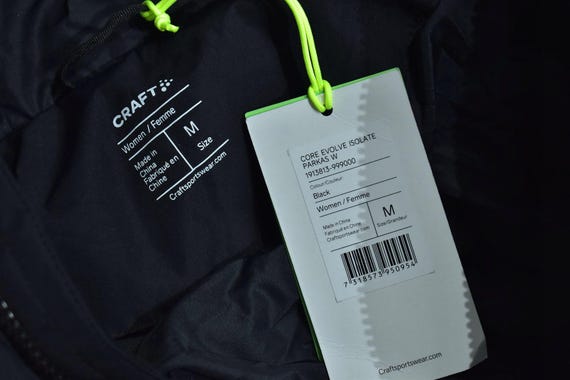 CRAFT
Women / Femme
Made in
China
Fabriqué en
Chine
M
Size
Craftsportswear.com
CORE EVOLVE ISOLATE
PARKAS W
1913813-999000
Colour/Couleur
Black
Women / Femme
Made in China
Fabriqué en Chine
Craftsportswear.com
M
Size/Grandeur
7 318573 950954
Craftsportswear.com